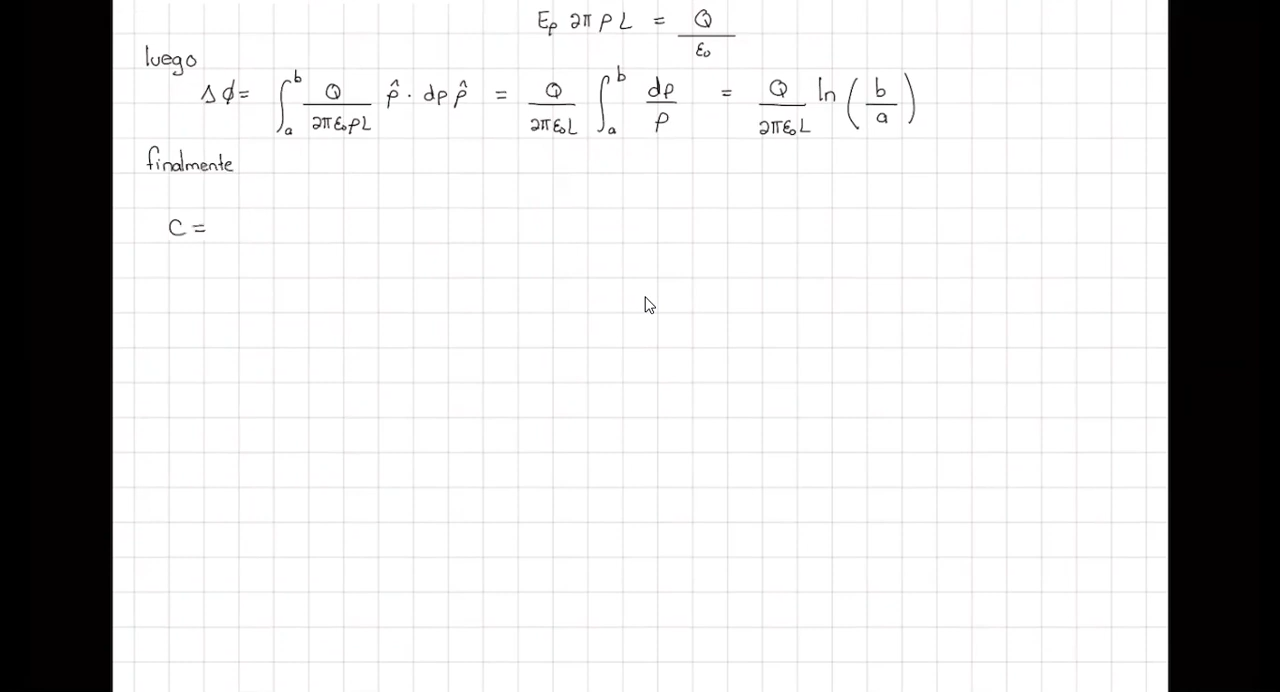 E_ρ 2π ρ L = Q/ε₀
luego
Δϕ = ∫_a^b Q/(2πε₀ρL) ρ̂ · dρ ρ̂ = Q/(2πε₀L) ∫_a^b dρ/ρ = Q/(2πε₀L) ln(b/a)
finalmente
C =